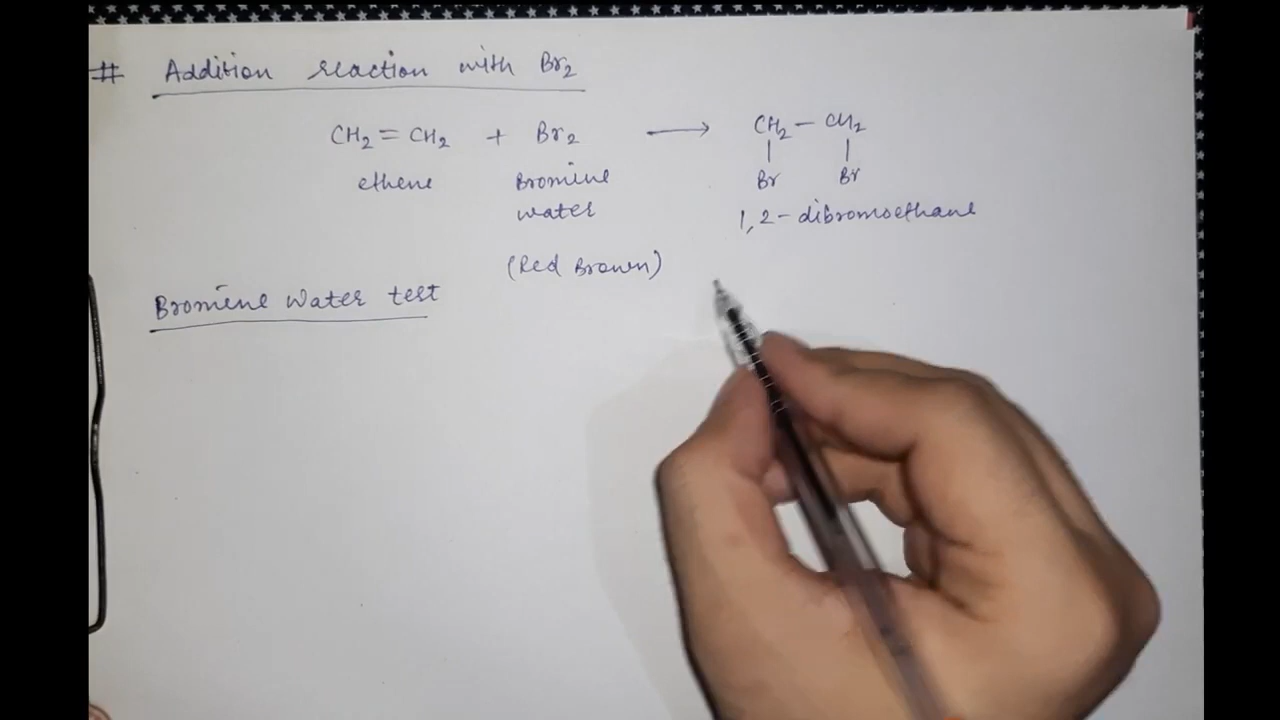 # Addition reaction with Br2
CH2 = CH2 + Br2 → CH2 – CH2
| |
ethene Bromine Br Br
water 1,2-dibromoethane
(Red Brown)
Bromine Water test